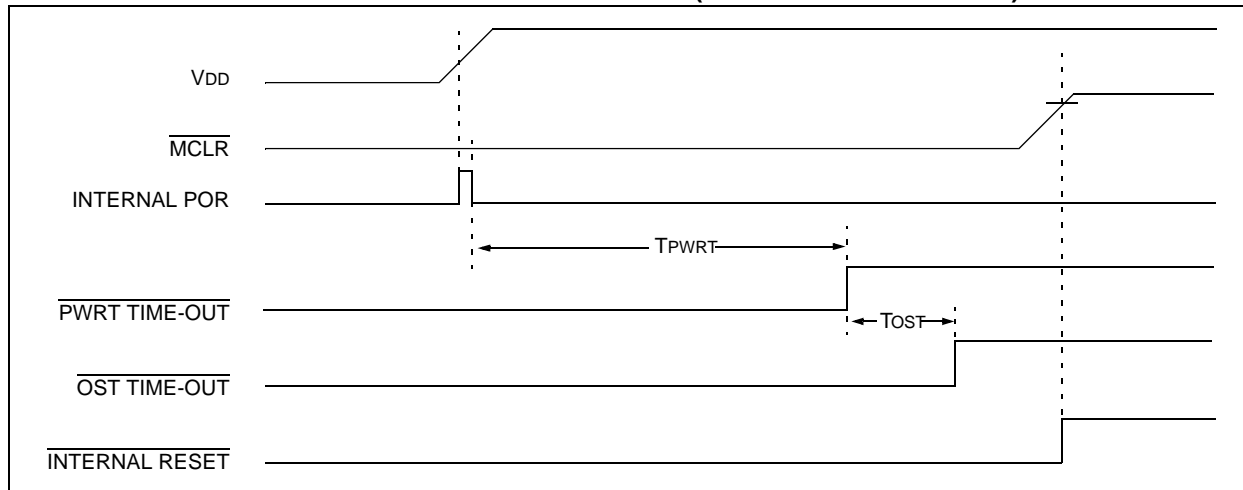 VDD
MCLR
INTERNAL POR
TPWRT
PWRT TIME-OUT
TOST
OST TIME-OUT
INTERNAL RESET